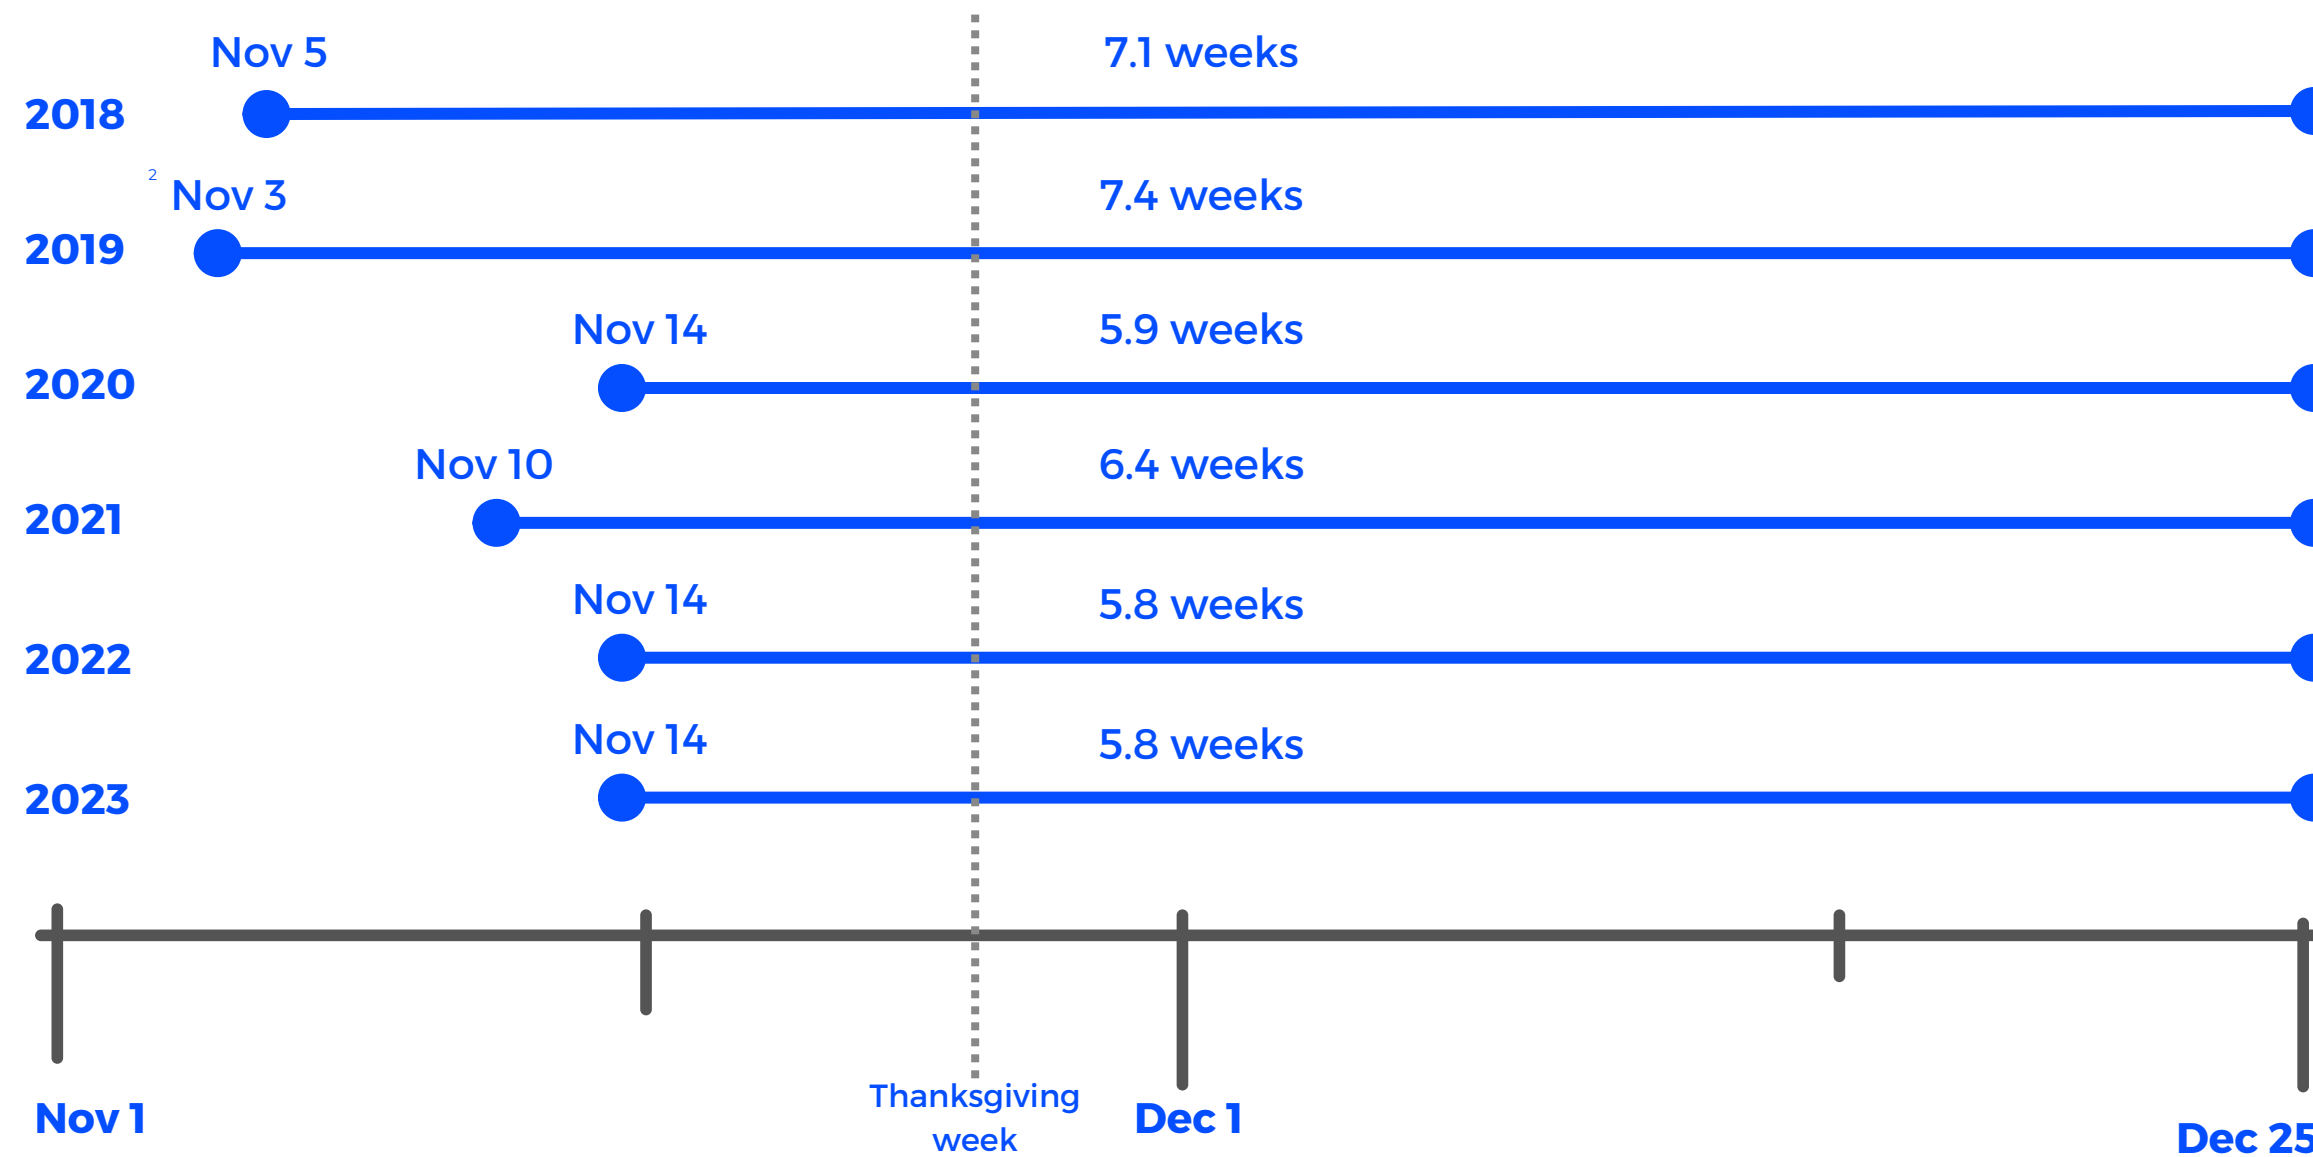 Nov 5
7.1 weeks
2018
2
Nov 3
7.4 weeks
2019
Nov 14
5.9 weeks
2020
Nov 10
6.4 weeks
2021
Nov 14
5.8 weeks
2022
Nov 14
5.8 weeks
2023
Nov 1
Thanksgiving
week
Dec 1
Dec 25